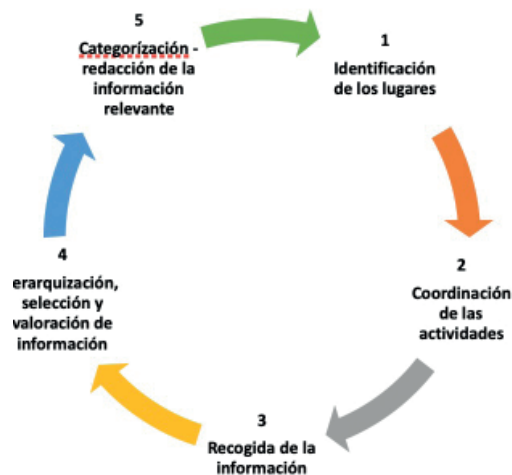 1
Identificación
de los lugares
2
Coordinación
de las
actividades
3
Recogida de la
información
4
erarquización,
selección y
valoración de
información
5
Categorízación -
redacción de la
información
relevante